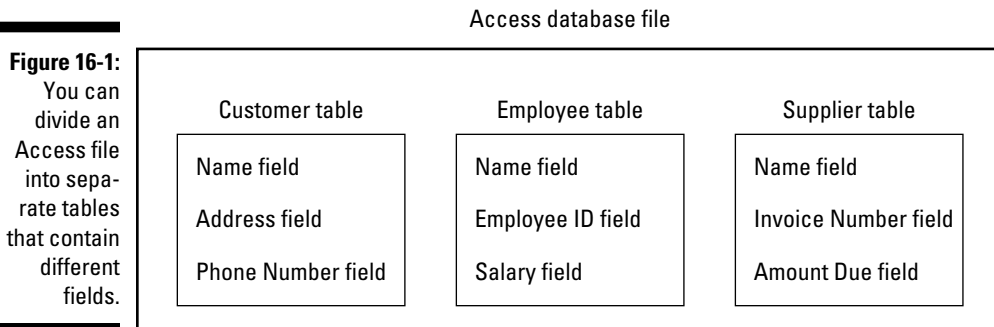 Access database file
Figure 16-1:
You can
divide an
Access file
into sepa-
rate tables
that contain
different
fields.
Customer table
Name field
Address field
Phone Number field
Employee table
Name field
Employee ID field
Salary field
Supplier table
Name field
Invoice Number field
Amount Due field